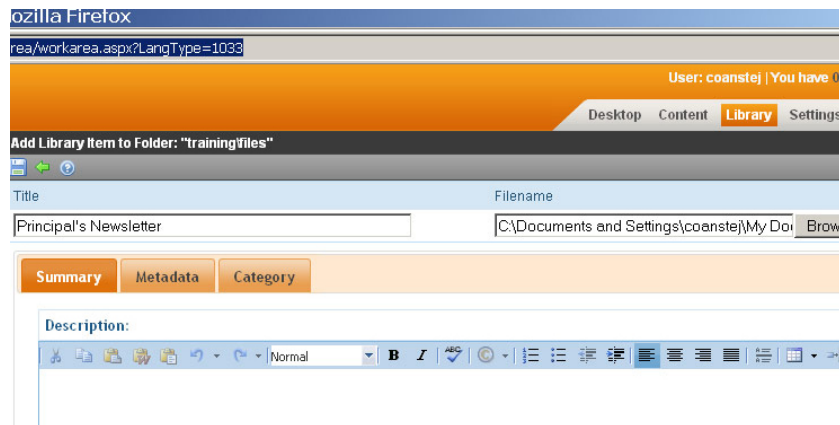 ozilla Firefox
rea/workarea.aspx?LangType=1033
User: coanstej | You have 0
Desktop Content Library Settings
Add Library Item to Folder: "training\files"
Title Filename
Principal's Newsletter C:\Documents and Settings\coanstej\My Do Brow
Summary Metadata Category
Description:
Normal B I ABC